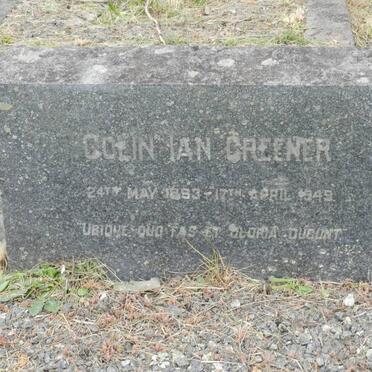 COLIN IAN GREENER
24TH MAY 1893 - 17TH APRIL 1949
UBIQUE QUO FAS ET GLORIA DUCUNT